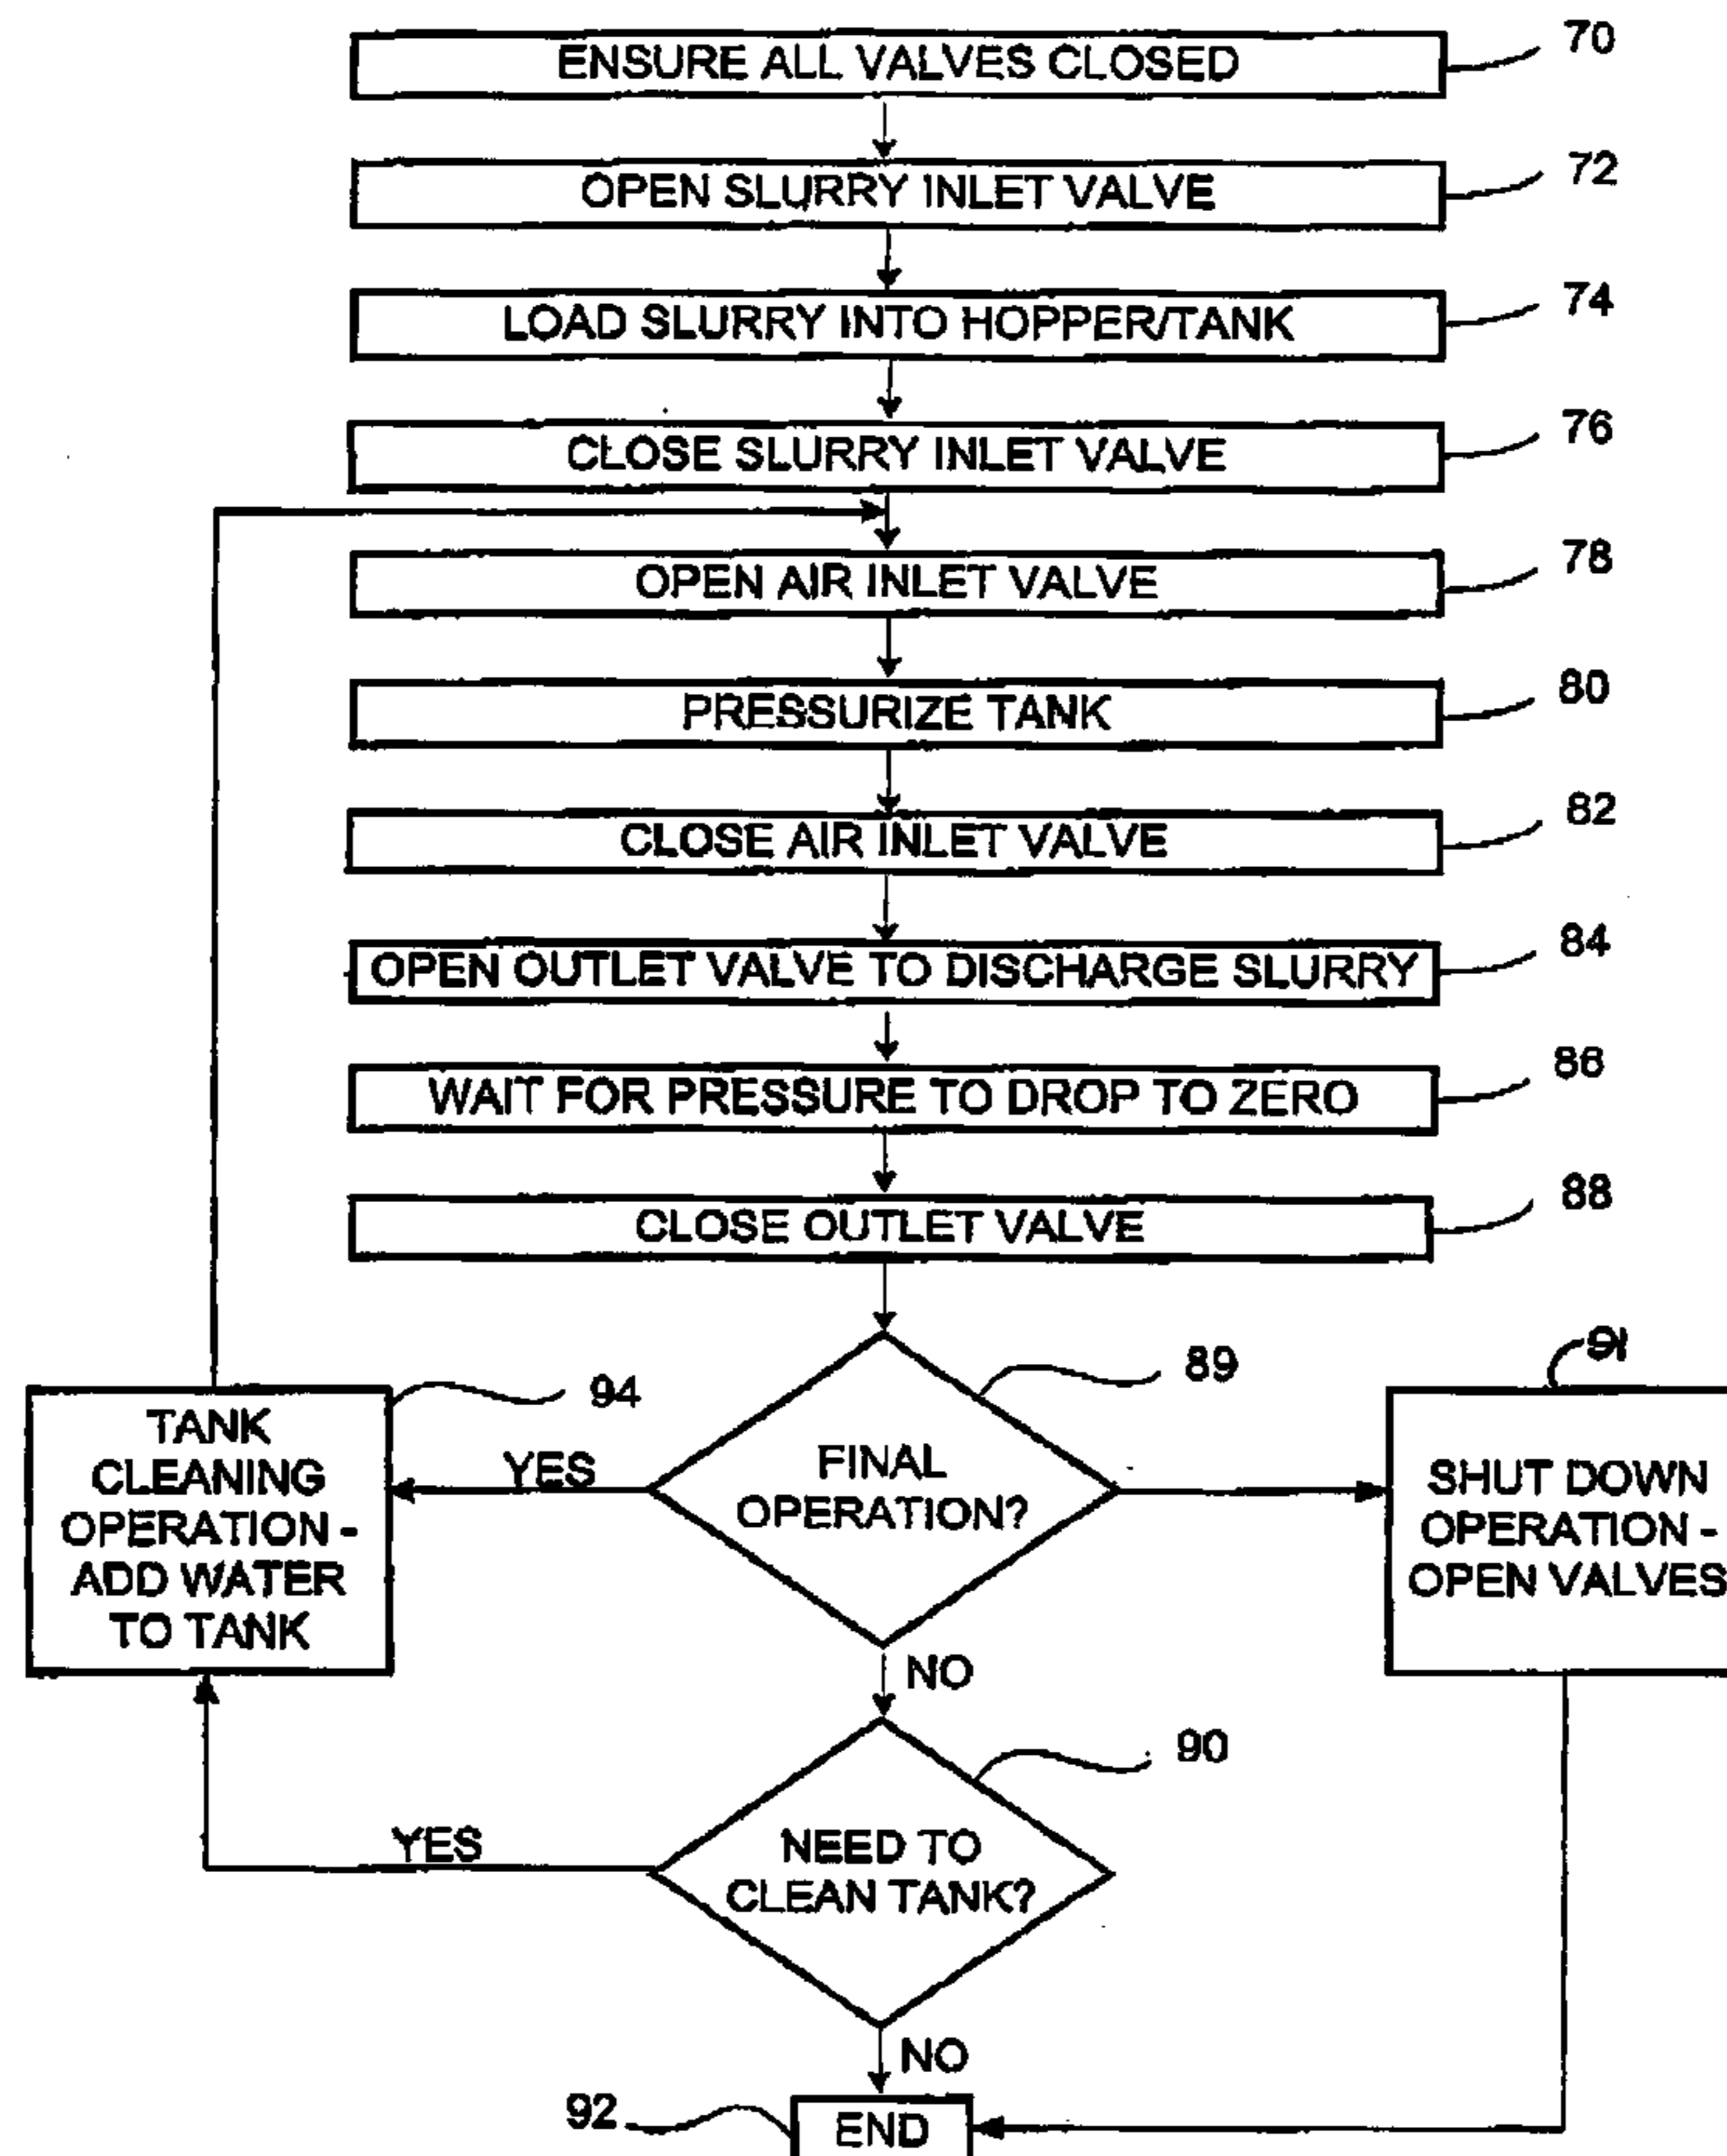 ENSURE ALL VALVES CLOSED
70
OPEN SLURRY INLET VALVE
72
LOAD SLURRY INTO HOPPER/TANK
74
CLOSE SLURRY INLET VALVE
76
OPEN AIR INLET VALVE
78
PRESSURIZE TANK
80
CLOSE AIR INLET VALVE
82
OPEN OUTLET VALVE TO DISCHARGE SLURRY
84
WAIT FOR PRESSURE TO DROP TO ZERO
86
CLOSE OUTLET VALVE
88
89
91
94
TANK
CLEANING
OPERATION -
ADD WATER
TO TANK
YES
FINAL
OPERATION?
SHUT DOWN
OPERATION -
OPEN VALVES
NO
90
YES
NEED TO
CLEAN TANK?
NO
92
END